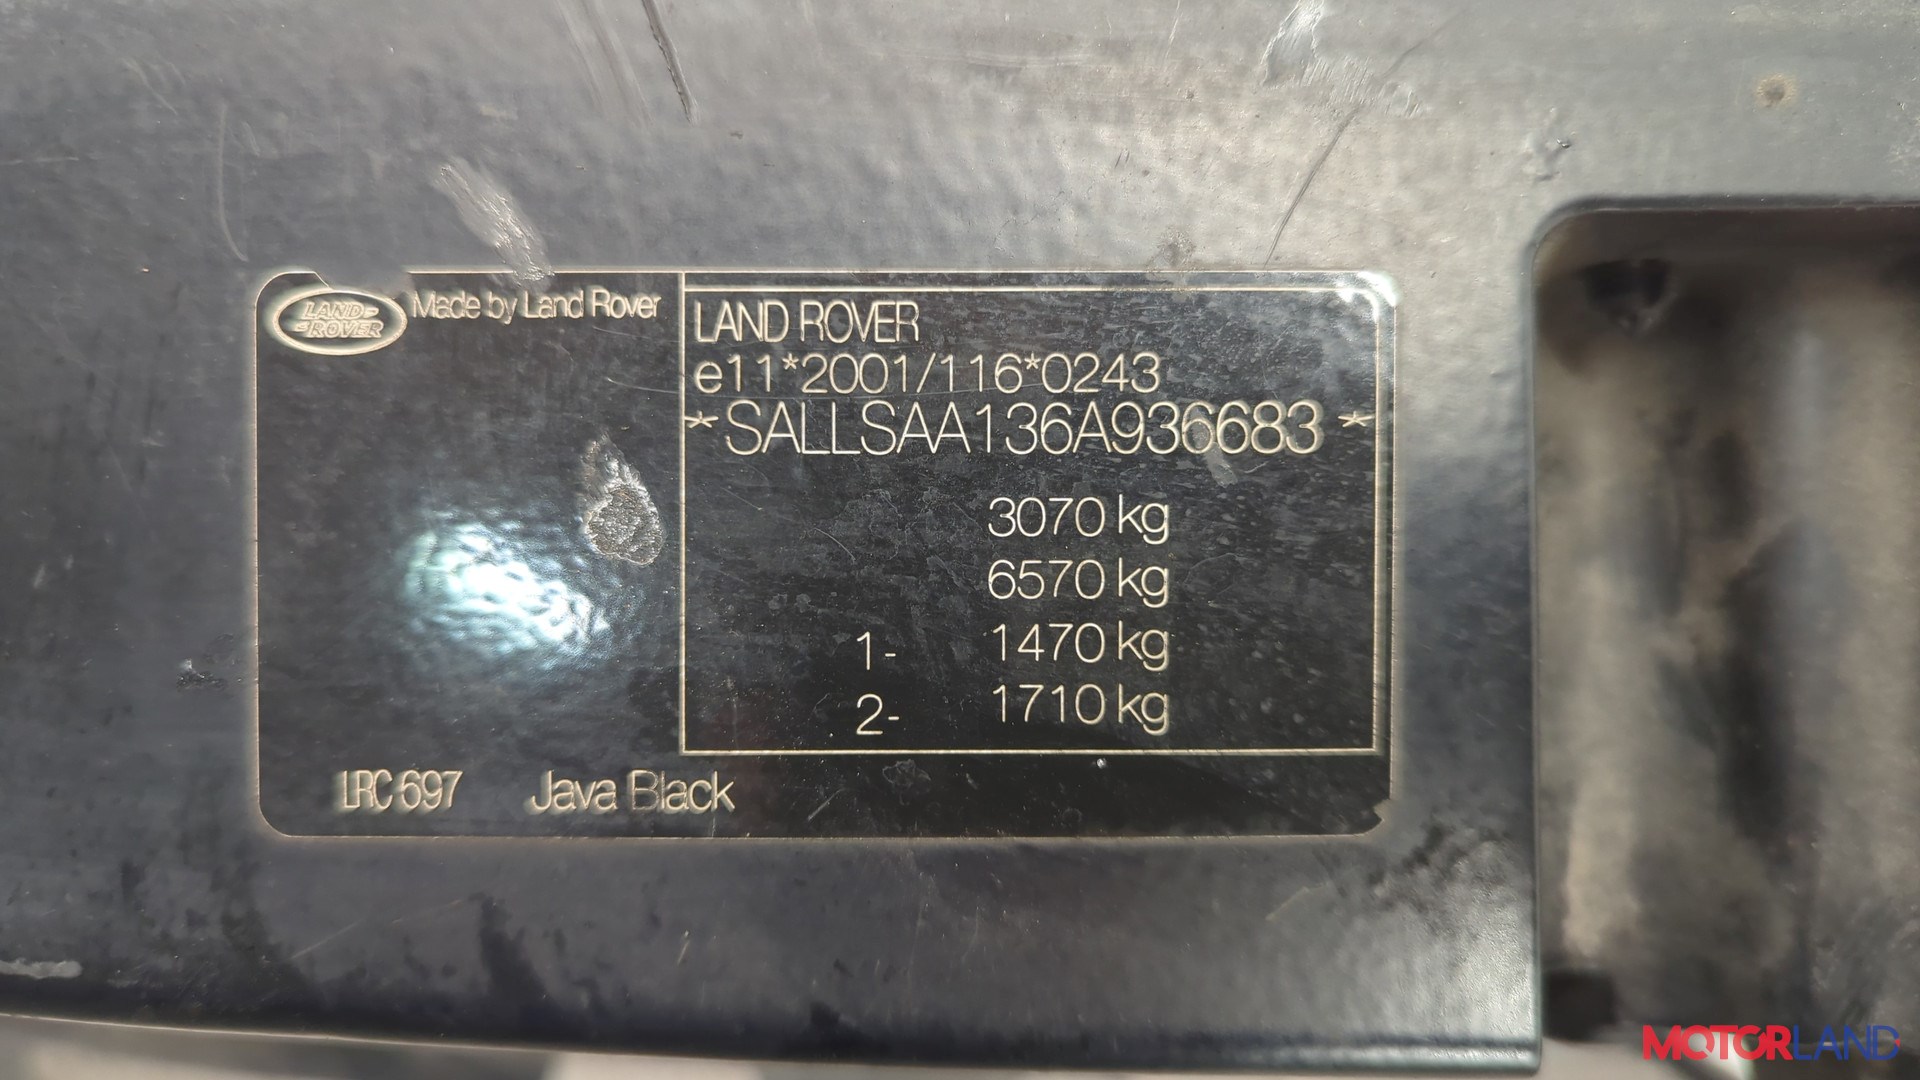 LAND-
-ROVER
Made by Land Rover
LAND ROVER
e11*2001/116*0243
*SALLSAA136A936683*
3070 kg
6570 kg
1- 1470 kg
2- 1710 kg
LRC 697 Java Black
MOTORLAND